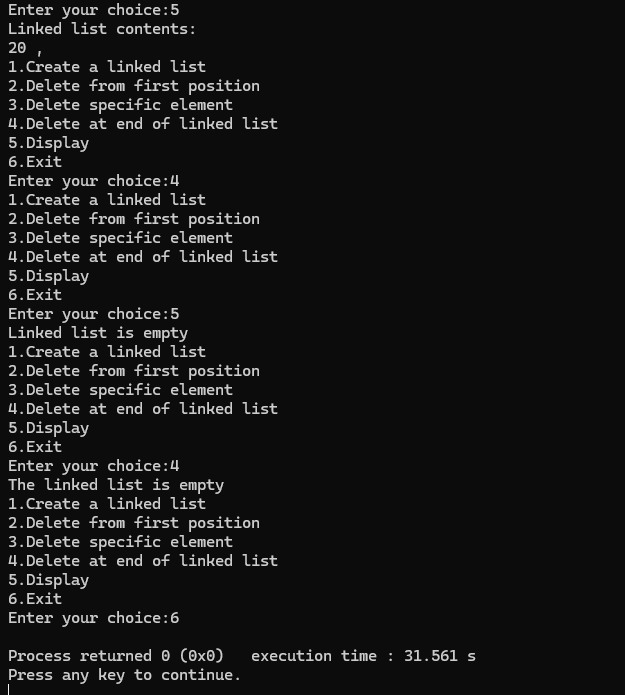 Enter your choice:5
Linked list contents:
20 ,
1.Create a linked list
2.Delete from first position
3.Delete specific element
4.Delete at end of linked list
5.Display
6.Exit
Enter your choice:4
1.Create a linked list
2.Delete from first position
3.Delete specific element
4.Delete at end of linked list
5.Display
6.Exit
Enter your choice:5
Linked list is empty
1.Create a linked list
2.Delete from first position
3.Delete specific element
4.Delete at end of linked list
5.Display
6.Exit
Enter your choice:4
The linked list is empty
1.Create a linked list
2.Delete from first position
3.Delete specific element
4.Delete at end of linked list
5.Display
6.Exit
Enter your choice:6

Process returned 0 (0x0)   execution time : 31.561 s
Press any key to continue.